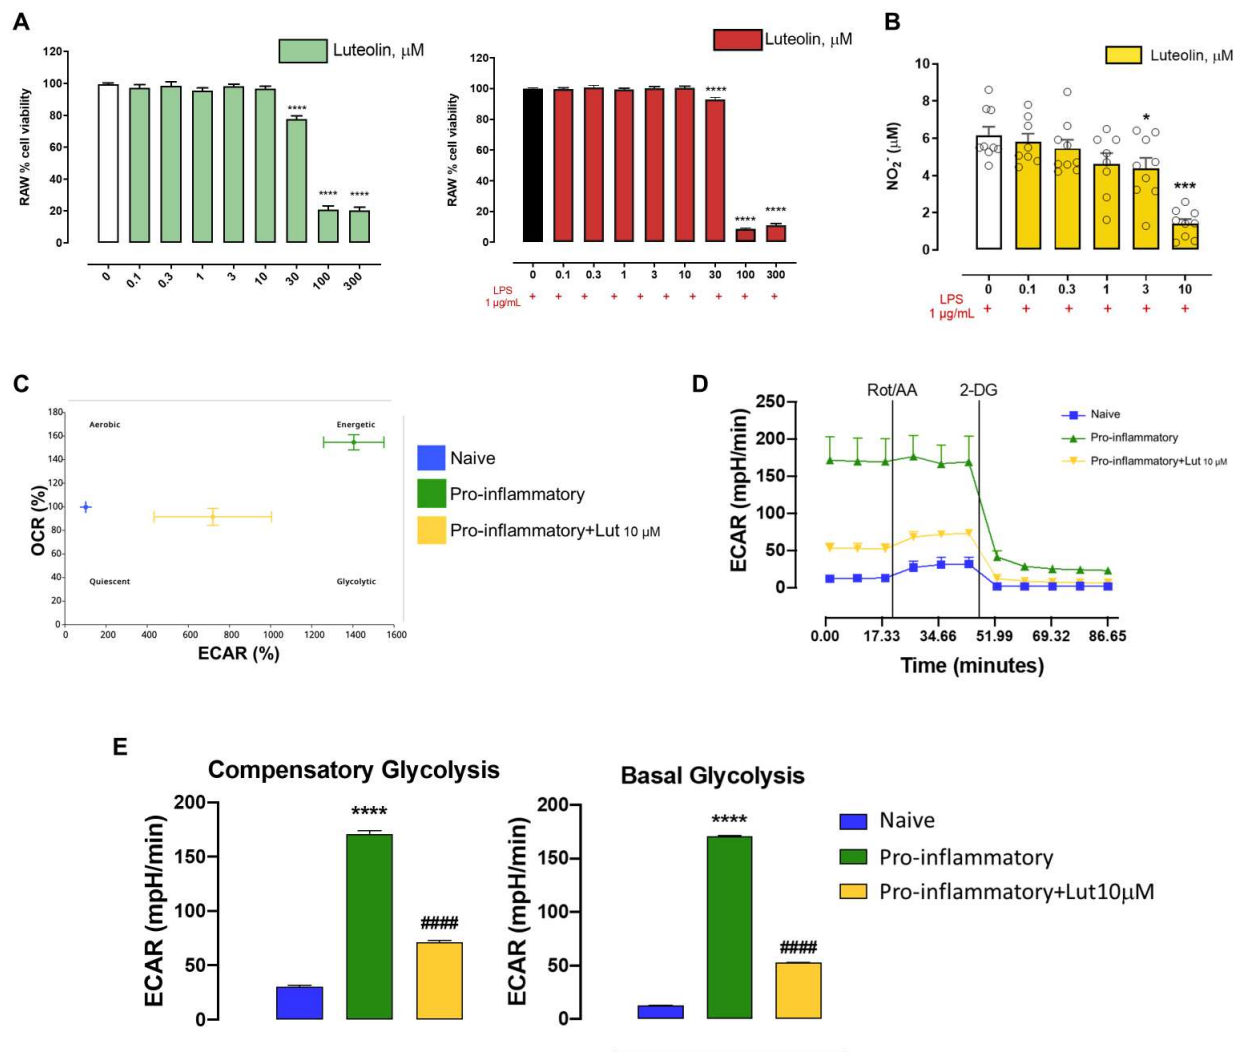 A
Luteolin, μM
RAW % cell viability
120
100
80
60
40
20
0
****
**** ****
0 0.1 0.3 1 3 10 30 100 300
Luteolin, μM
RAW % cell viability
120
100
80
60
40
20
0
****
**** ****
0 0.1 0.3 1 3 10 30 100 300
LPS
1 μg/mL + + + + + + + + +
B
Luteolin, μM
NO2- (μM)
10
8
6
4
2
0
*
***
0 0.1 0.3 1 3 10
LPS
1 μg/mL + + + + + +
C
OCR (%)
180
160
140
120
100
80
60
40
20
0
Aerobic Energetic
Quiescent Glycolytic
0 200 400 600 800 1000 1200 1400 1600
ECAR (%)
Naive
Pro-inflammatory
Pro-inflammatory+Lut 10 μM
D
Rot/AA 2-DG
ECAR (mpH/min)
250
200
150
100
50
0
0.00 17.33 34.66 51.99 69.32 86.65
Time (minutes)
Naive
Pro-inflammatory
Pro-inflammatory+Lut 10 μM
E
Compensatory Glycolysis
ECAR (mpH/min)
200
150
100
50
0
****
####
Basal Glycolysis
ECAR (mpH/min)
200
150
100
50
0
****
####
Naive
Pro-inflammatory
Pro-inflammatory+Lut10μM